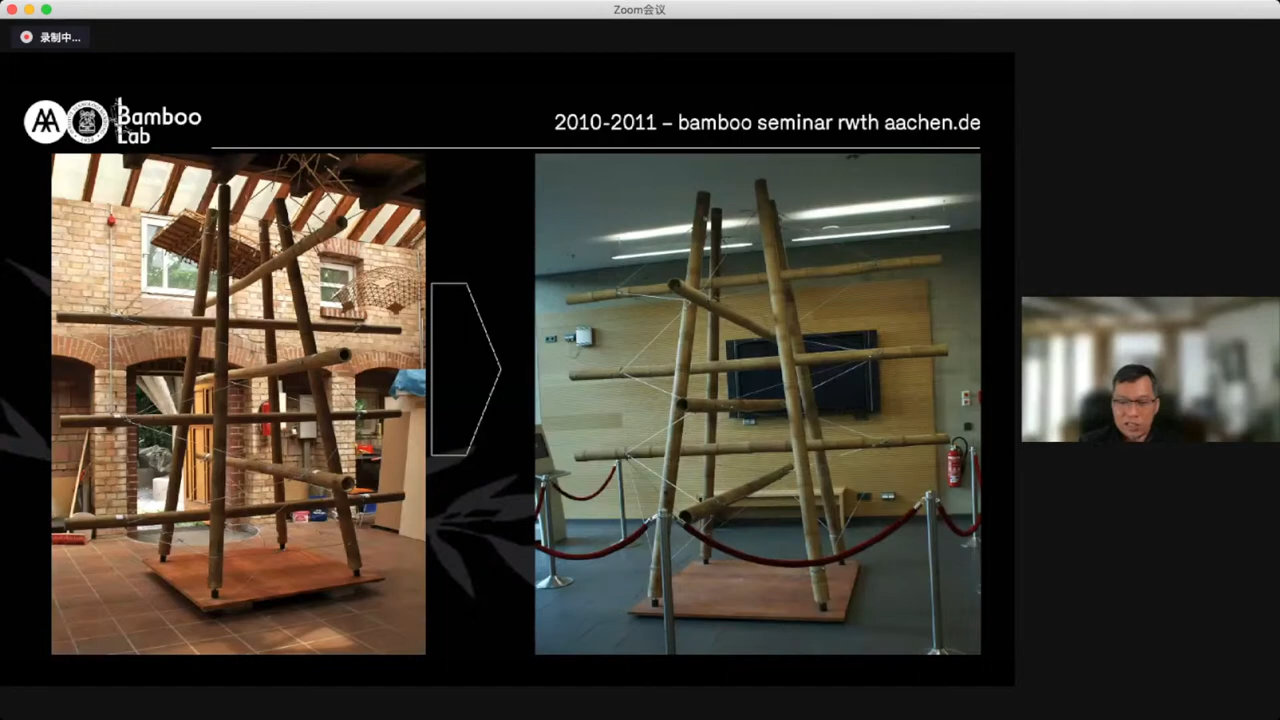 Zoom会议
录制中...
AA
Bamboo
Lab
2010-2011 – bamboo seminar rwth aachen.de